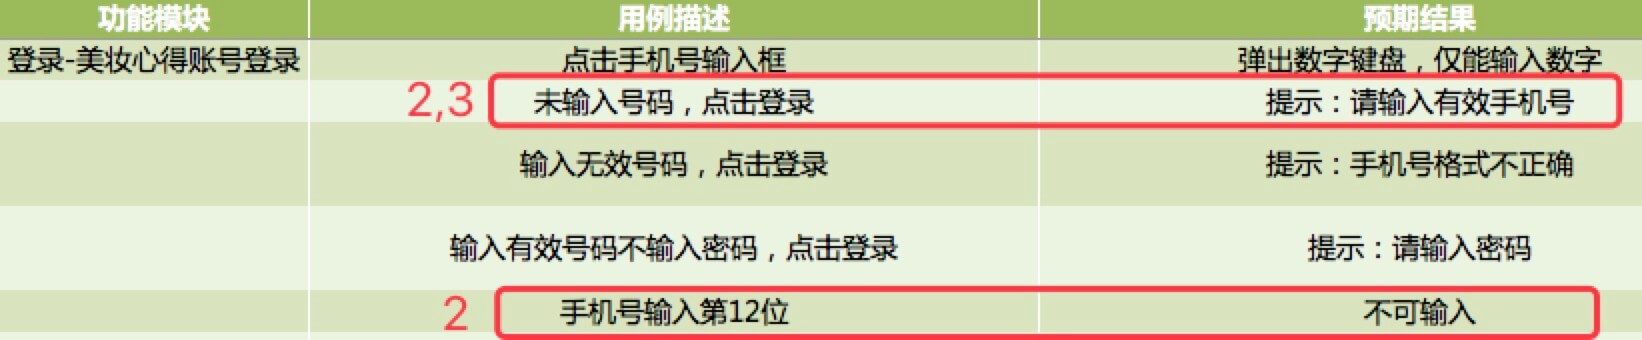 功能模块 用例描述 预期结果
登录-美妆心得账号登录 点击手机号输入框 弹出数字键盘，仅能输入数字
2,3 未输入号码，点击登录 提示：请输入有效手机号
输入无效号码，点击登录 提示：手机号格式不正确
输入有效号码不输入密码，点击登录 提示：请输入密码
2 手机号输入第12位 不可输入